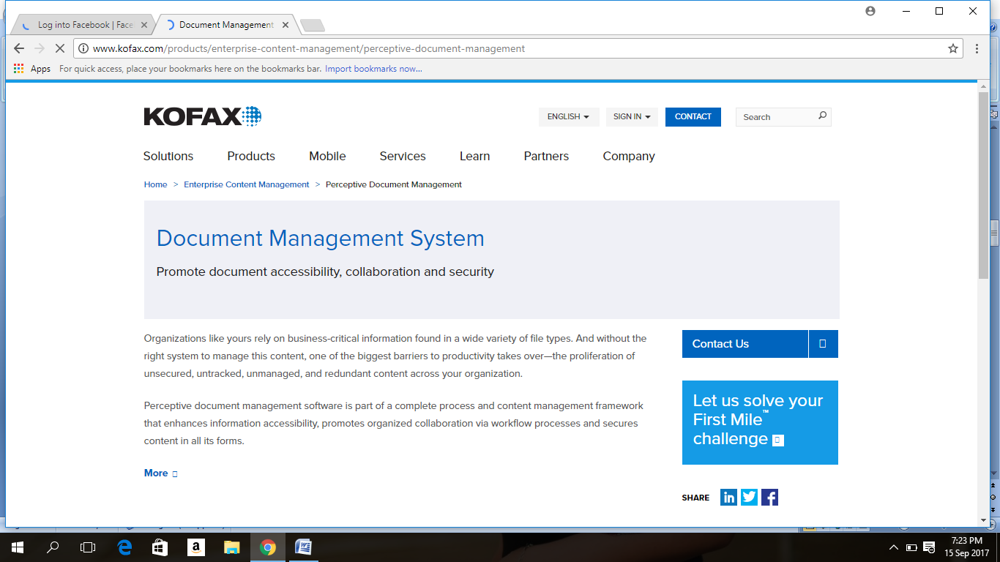 Log into Facebook | Face
Document Management
www.kofax.com/products/enterprise-content-management/perceptive-document-management
Apps For quick access, place your bookmarks here on the bookmarks bar. Import bookmarks now...
KOFAX
ENGLISH
SIGN IN
CONTACT
Search
Solutions Products Mobile Services Learn Partners Company
Home > Enterprise Content Management > Perceptive Document Management
Document Management System
Promote document accessibility, collaboration and security
Organizations like yours rely on business-critical information found in a wide variety of file types. And without the
right system to manage this content, one of the biggest barriers to productivity takes over—the proliferation of
unsecured, untracked, unmanaged, and redundant content across your organization.
Perceptive document management software is part of a complete process and content management framework
that enhances information accessibility, promotes organized collaboration via workflow processes and secures
content in all its forms.
More
Contact Us
Let us solve your
First Mile™
challenge
SHARE in f
a
W
7:23 PM
15 Sep 2017